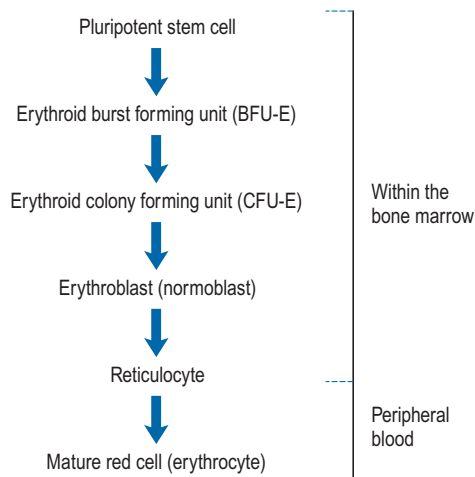 Pluripotent stem cell
Erythroid burst forming unit (BFU-E)
Erythroid colony forming unit (CFU-E)
Erythroblast (normoblast)
Reticulocyte
Mature red cell (erythrocyte)
Within the
bone marrow
Peripheral
blood